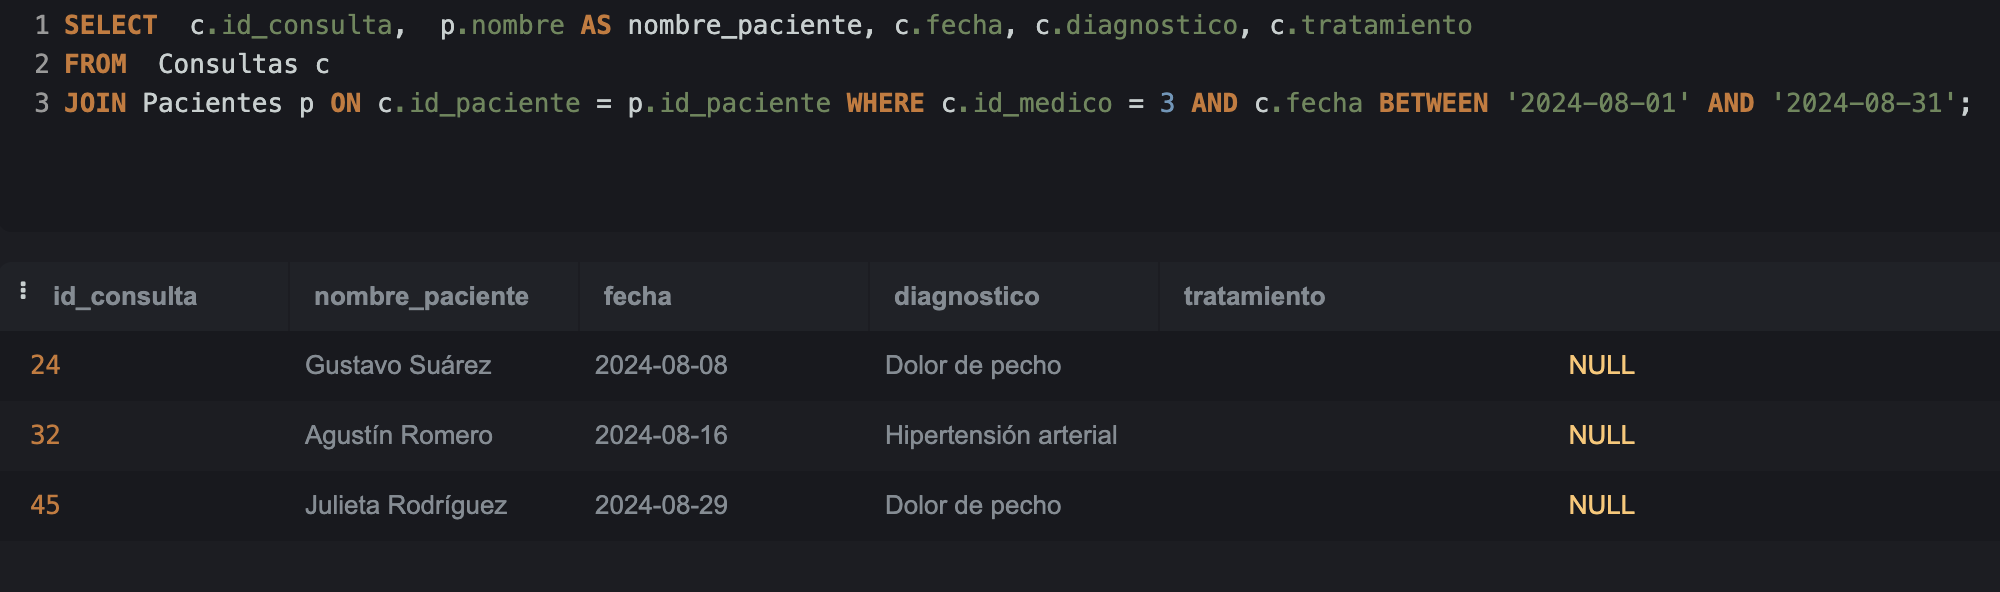 1 SELECT  c.id_consulta,  p.nombre AS nombre_paciente, c.fecha, c.diagnostico, c.tratamiento
2 FROM  Consultas c
3 JOIN Pacientes p ON c.id_paciente = p.id_paciente WHERE c.id_medico = 3 AND c.fecha BETWEEN '2024-08-01' AND '2024-08-31';
id_consulta nombre_paciente fecha diagnostico tratamiento
24 Gustavo Suárez 2024-08-08 Dolor de pecho NULL
32 Agustín Romero 2024-08-16 Hipertensión arterial NULL
45 Julieta Rodríguez 2024-08-29 Dolor de pecho NULL